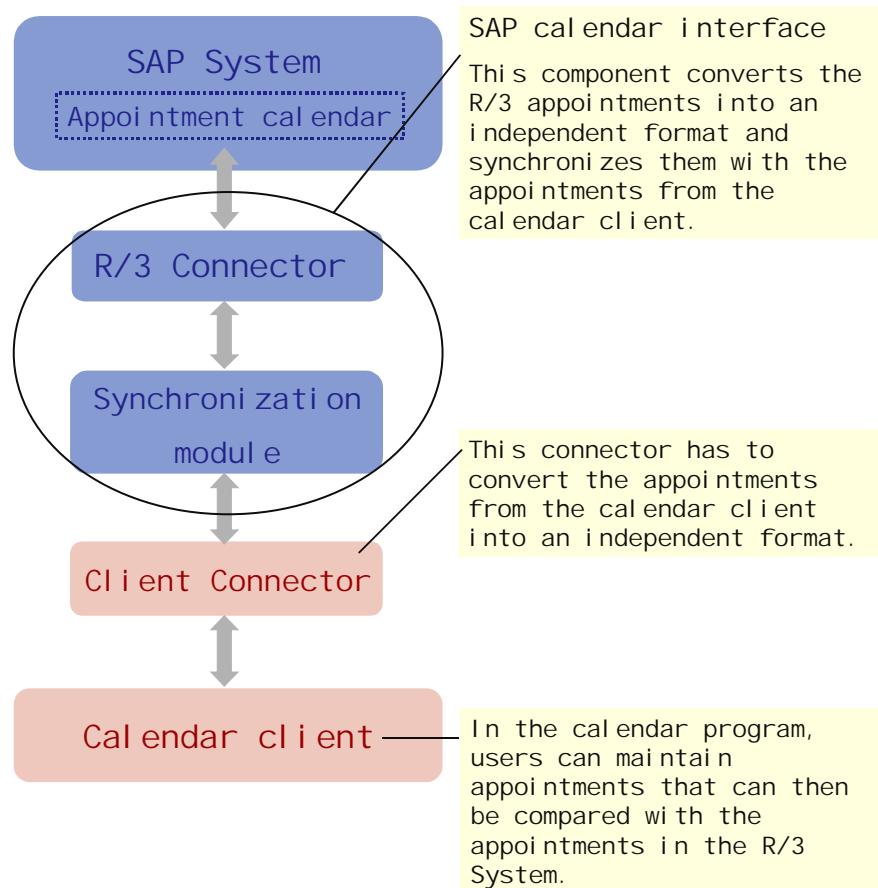 SAP System
Appointment calendar
R/3 Connector
Synchronization
module
Client Connector
Calendar client
SAP calendar interface
This component converts the
R/3 appointments into an
independent format and
synchronizes them with the
appointments from the
calendar client.
This connector has to
convert the appointments
from the calendar client
into an independent format.
In the calendar program,
users can maintain
appointments that can then
be compared with the
appointments in the R/3
System.